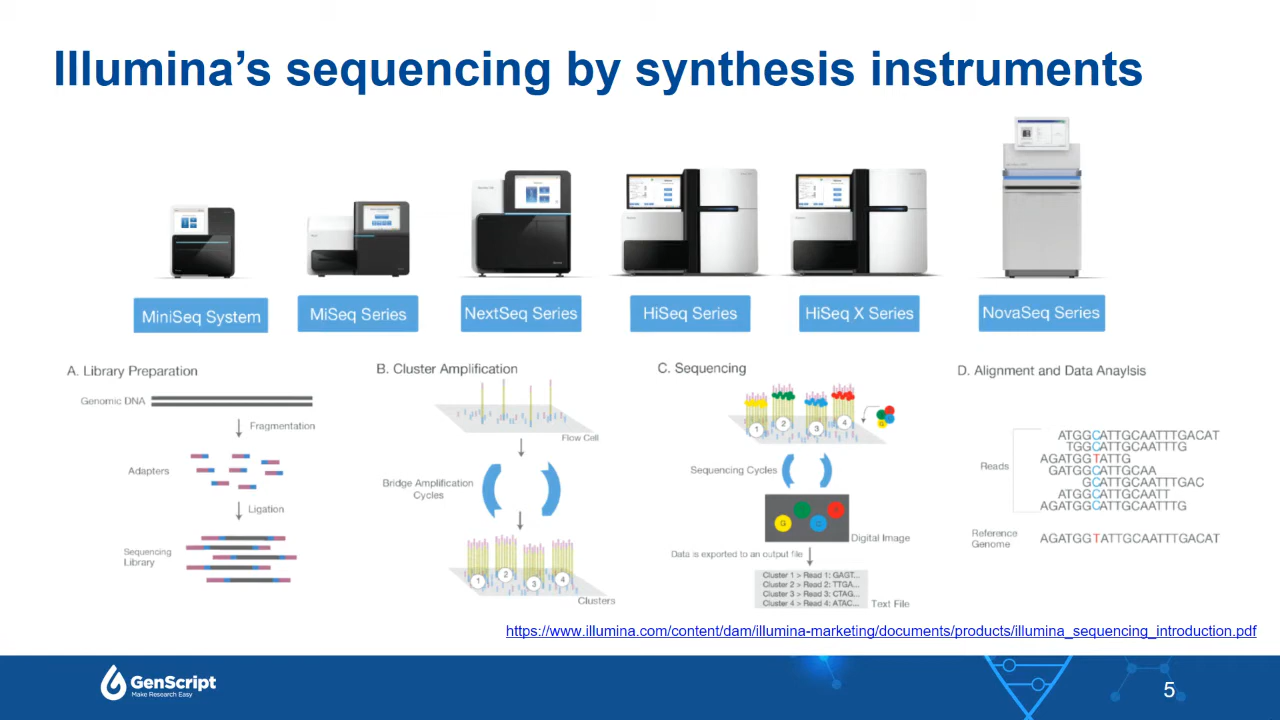 Illumina’s sequencing by synthesis instruments
MiniSeq System
MiSeq Series
NextSeq Series
HiSeq Series
HiSeq X Series
NovaSeq Series
A. Library Preparation
Genomic DNA
Fragmentation
Adapters
Ligation
Sequencing
Library
B. Cluster Amplification
Flow Cell
Bridge Amplification
Cycles
1
2
3
4
Clusters
C. Sequencing
1
2
3
4
G
Sequencing Cycles
G
C
Digital Image
Data is exported to an output file
Cluster 1 > Read 1: GAGT...
Cluster 2 > Read 2: TTGA...
Cluster 3 > Read 3: CTAG...
Cluster 4 > Read 4: ATAC...
Text File
D. Alignment and Data Anaylsis
Reads
ATGGCATTGCAATTTGACAT
TGGCATTGCAATTTG
AGATGGTATTG
GATGGCATTGCAA
GCATTGCAATTTGAC
ATGGCATTGCAATT
AGATGGCATTGCAATTTG
Reference
Genome
AGATGGTATTGCAATTTGACAT
https://www.illumina.com/content/dam/illumina-marketing/documents/products/illumina_sequencing_introduction.pdf
GenScript
Make Research Easy
5